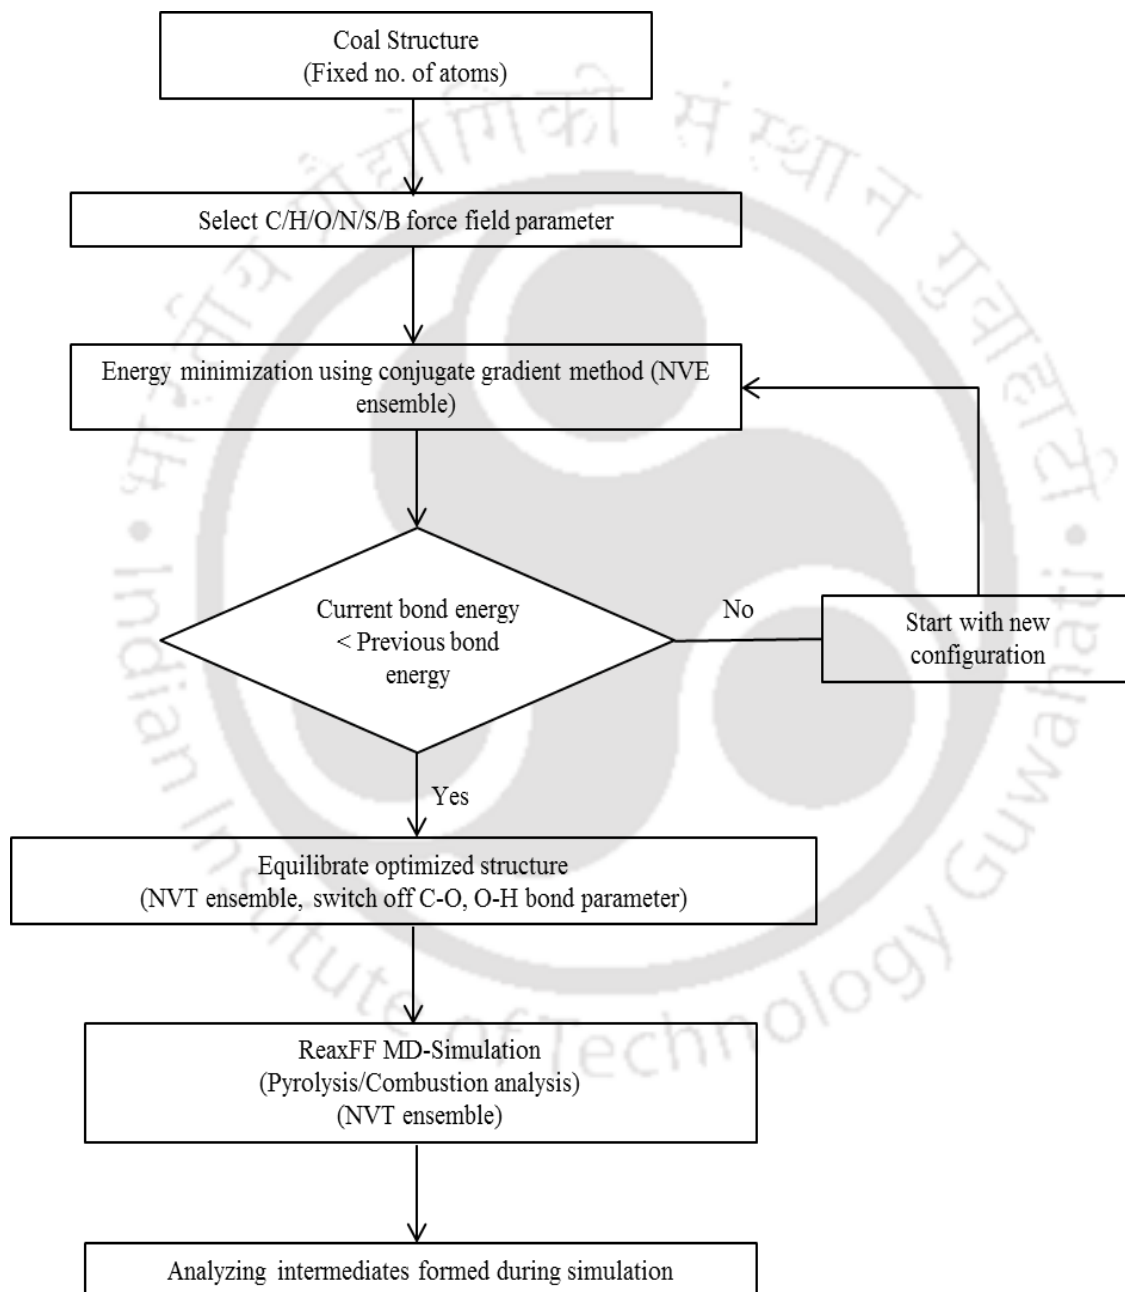 Coal Structure
(Fixed no. of atoms)
Select C/H/O/N/S/B force field parameter
Energy minimization using conjugate gradient method (NVE
ensemble)
Current bond energy
< Previous bond
energy
No
Start with new
configuration
Yes
Equilibrate optimized structure
(NVT ensemble, switch off C-O, O-H bond parameter)
ReaxFF MD-Simulation
(Pyrolysis/Combustion analysis)
(NVT ensemble)
Analyzing intermediates formed during simulation
भारतीय प्रौद्योगिकी संस्थान गुवाहाटी
• Indian Institute of Technology Guwahati •